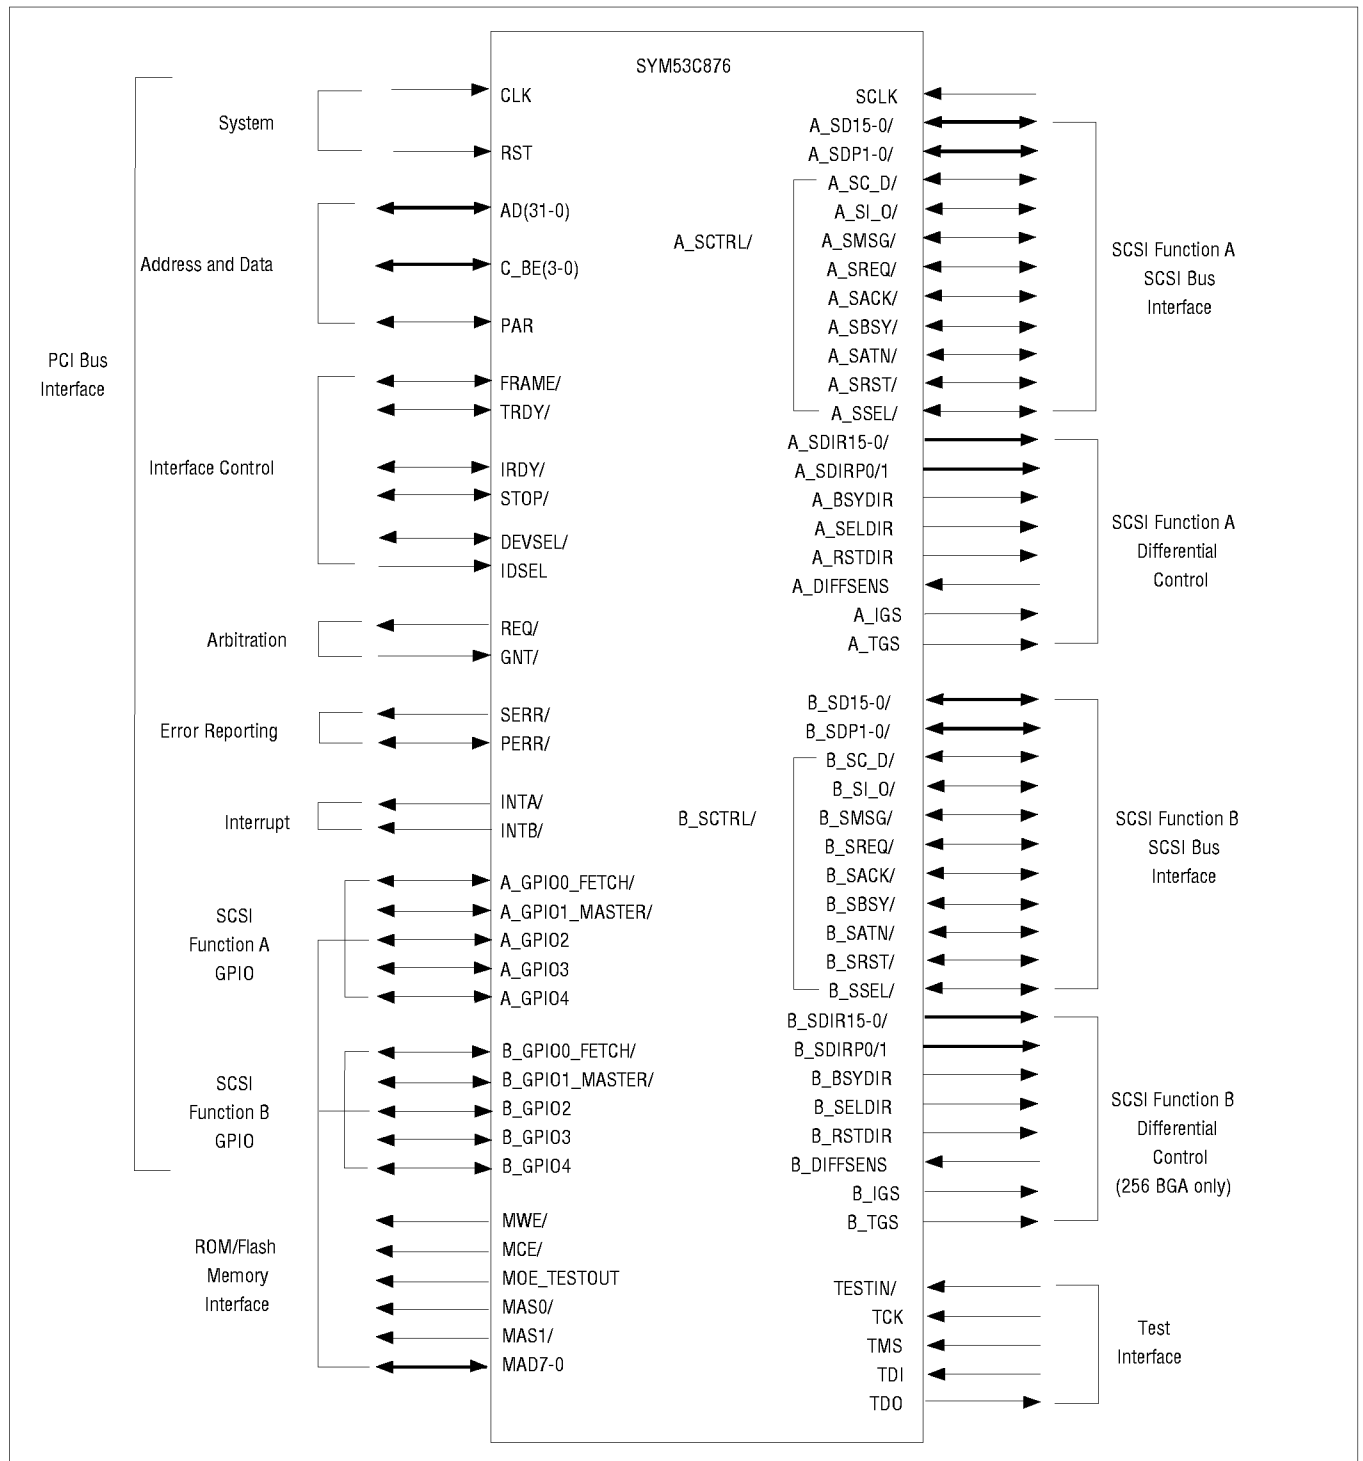 SYM53C876
PCI Bus
Interface
System
CLK
RST
Address and Data
AD(31-0)
C_BE(3-0)
PAR
Interface Control
FRAME/
TRDY/
IRDY/
STOP/
DEVSEL/
IDSEL
Arbitration
REQ/
GNT/
Error Reporting
SERR/
PERR/
Interrupt
INTA/
INTB/
SCSI
Function A
GPIO
A_GPIO0_FETCH/
A_GPIO1_MASTER/
A_GPIO2
A_GPIO3
A_GPIO4
SCSI
Function B
GPIO
B_GPIO0_FETCH/
B_GPIO1_MASTER/
B_GPIO2
B_GPIO3
B_GPIO4
ROM/Flash
Memory
Interface
MWE/
MCE/
MOE_TESTOUT
MAS0/
MAS1/
MAD7-0
SCLK
A_SD15-0/
A_SDP1-0/
A_SCTRL/
A_SC_D/
A_SI_O/
A_SMSG/
A_SREQ/
A_SACK/
A_SBSY/
A_SATN/
A_SRST/
A_SSEL/
SCSI Function A
SCSI Bus
Interface
A_SDIR15-0/
A_SDIRP0/1
A_BSYDIR
A_SELDIR
A_RSTDIR
A_DIFFSENS
A_IGS
A_TGS
SCSI Function A
Differential
Control
B_SD15-0/
B_SDP1-0/
B_SCTRL/
B_SC_D/
B_SI_O/
B_SMSG/
B_SREQ/
B_SACK/
B_SBSY/
B_SATN/
B_SRST/
B_SSEL/
SCSI Function B
SCSI Bus
Interface
B_SDIR15-0/
B_SDIRP0/1
B_BSYDIR
B_SELDIR
B_RSTDIR
B_DIFFSENS
B_IGS
B_TGS
SCSI Function B
Differential
Control
(256 BGA only)
TESTIN/
TCK
TMS
TDI
TDO
Test
Interface